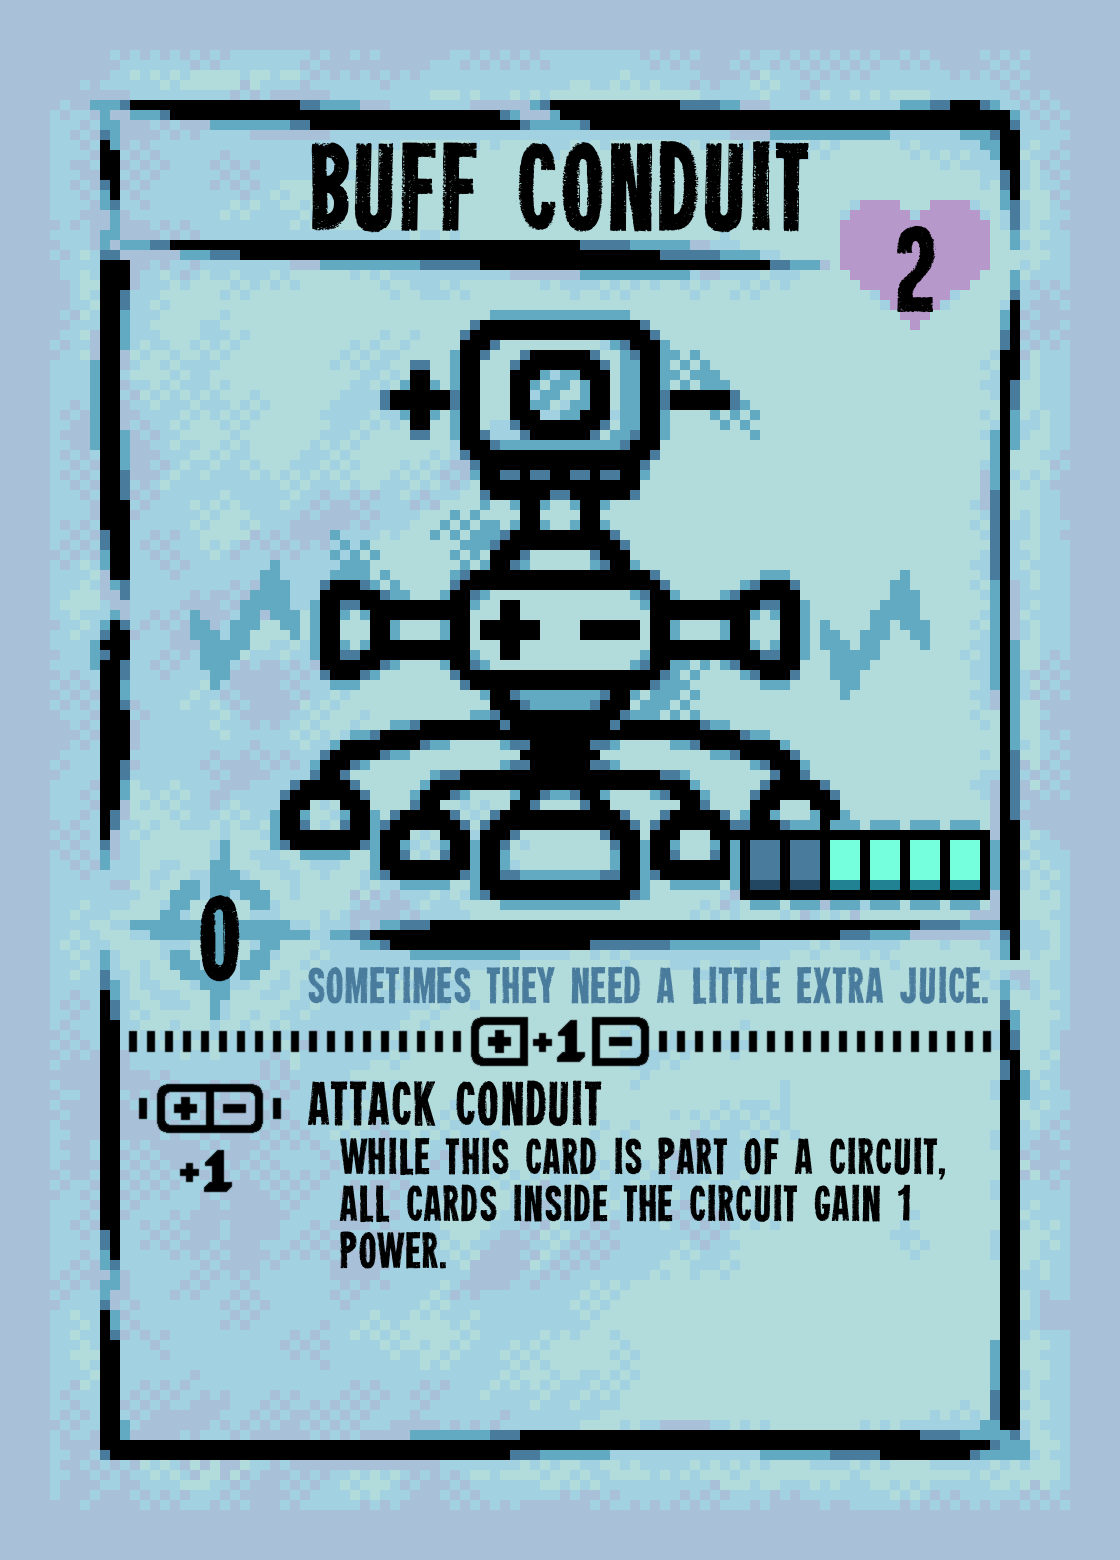 BUFF CONDUIT
2
+ -
+ -
0
SOMETIMES THEY NEED A LITTLE EXTRA JUICE.
+ +1 -
+ - ATTACK CONDUIT
+1
WHILE THIS CARD IS PART OF A CIRCUIT,
ALL CARDS INSIDE THE CIRCUIT GAIN 1
POWER.